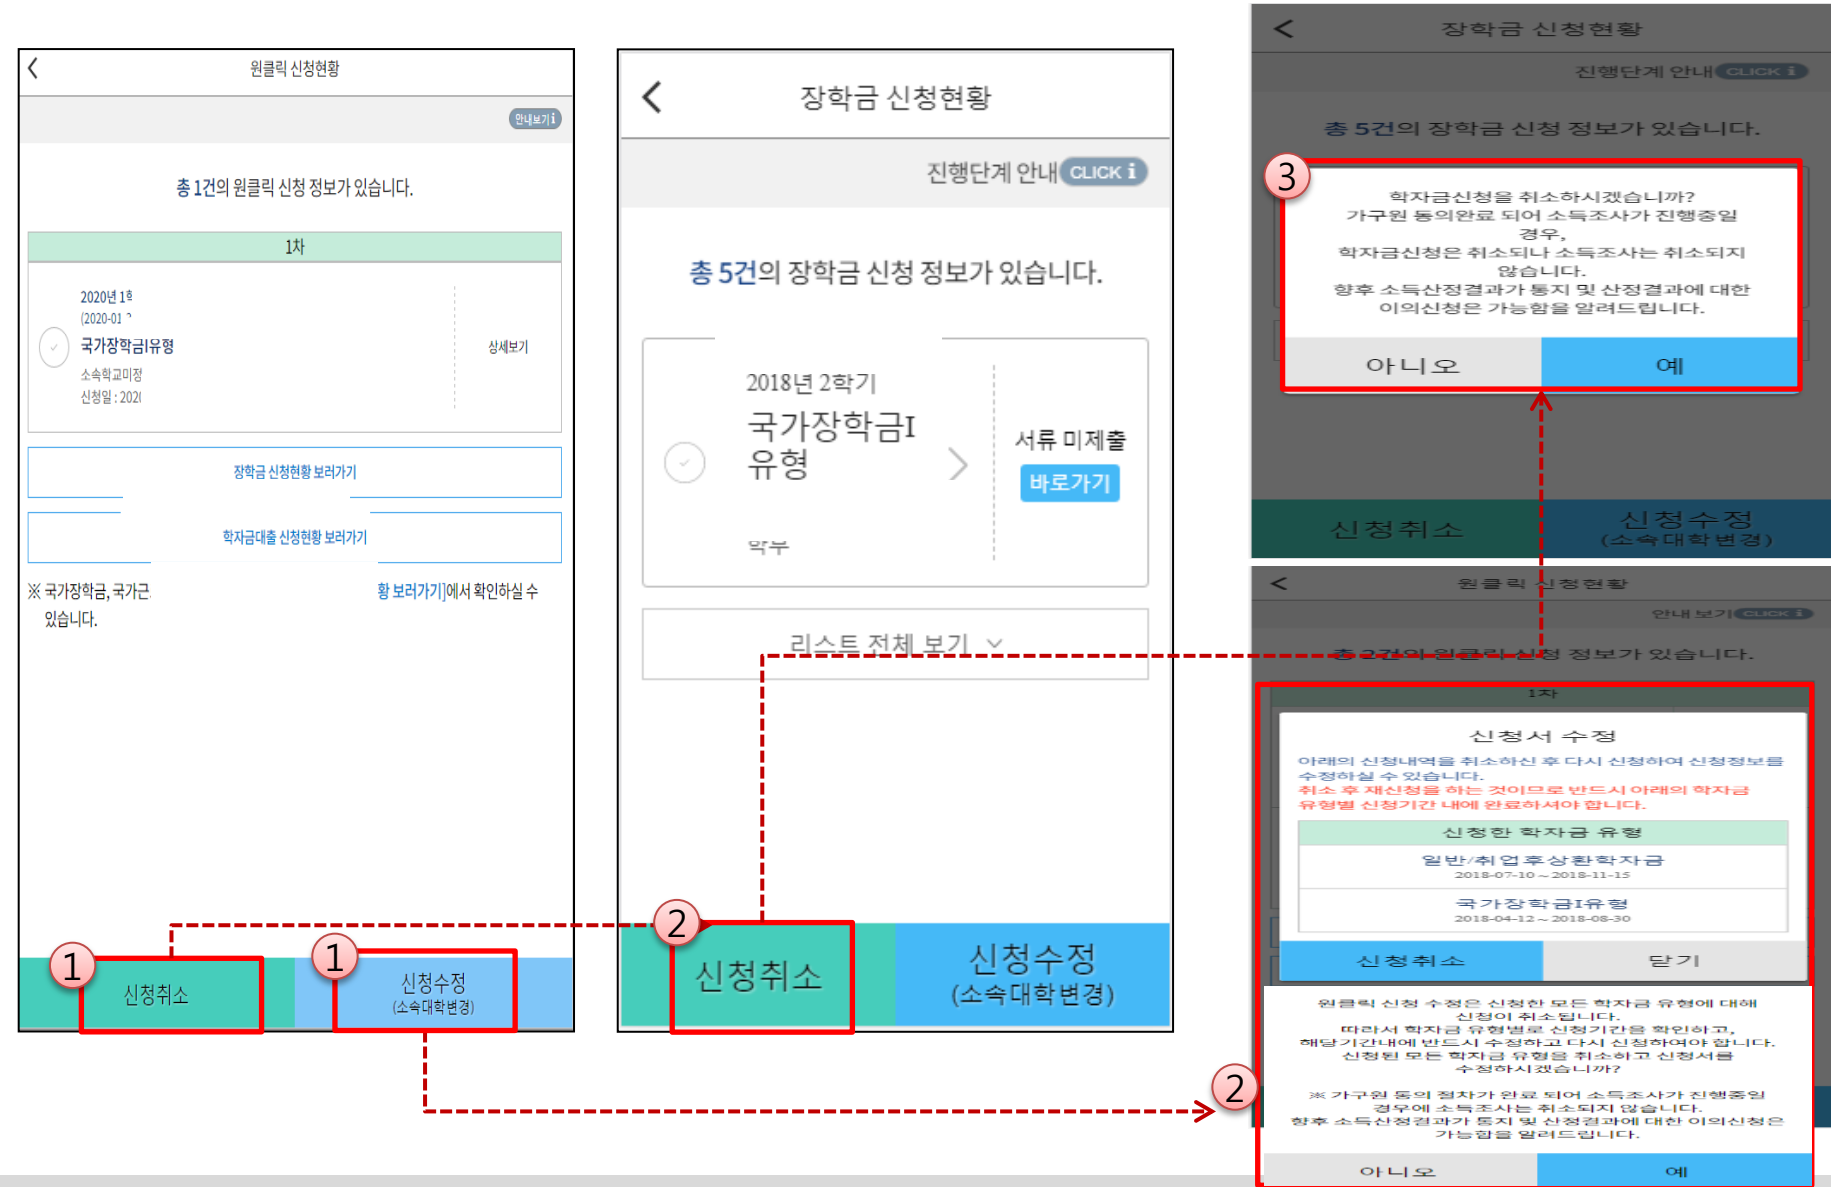 원클릭 신청현황
안내보기 i
총 1건의 원클릭 신청 정보가 있습니다.
1차
2020년 1학
(2020-01
국가장학금I유형
소속학교미정
신청일 : 202
상세보기
장학금 신청현황 보러가기
학자금대출 신청현황 보러가기
※ 국가장학금, 국가근 황 보러가기]에서 확인하실 수
있습니다.
1
신청취소
1
신청수정
(소속대학변경)
장학금 신청현황
진행단계 안내 CLICK i
총 5건의 장학금 신청 정보가 있습니다.
2018년 2학기
국가장학금I
유형
학부
서류 미제출
바로가기
리스트 전체 보기
2
신청취소
신청수정
(소속대학변경)
장학금 신청현황
진행단계 안내 CLICK i
총 5건의 장학금 신청 정보가 있습니다.
3
학자금신청을 취소하시겠습니까?
가구원 동의완료 되어 소득조사가 진행중일
경우,
학자금신청은 취소되나 소득조사는 취소되지
않습니다.
향후 소득산정결과가 통지 및 산정결과에 대한
이의신청은 가능함을 알려드립니다.
아니오
예
신청취소
신청수정
(소속대학변경)
원클릭 신청현황
안내 보기 CLICK i
총 2건의 원클릭 신청 정보가 있습니다.
1차
신청서 수정
아래의 신청내역을 취소하신 후 다시 신청하여 신청정보를
수정하실 수 있습니다.
취소 후 재신청을 하는 것이므로 반드시 아래의 학자금
유형별 신청기간 내에 완료하셔야 합니다.
신청한 학자금 유형
일반/취업후상환학자금
2018-07-10 ~ 2018-11-15
국가장학금I유형
2018-04-12 ~ 2018-08-30
신청취소
닫기
2
원클릭 신청 수정은 신청한 모든 학자금 유형에 대해
신청이 취소됩니다.
따라서 학자금 유형별로 신청기간을 확인하고,
해당기간내에 반드시 수정하고 다시 신청하여야 합니다.
신청된 모든 학자금 유형을 취소하고 신청서를
수정하시겠습니까?
※ 가구원 동의 절차가 완료 되어 소득조사가 진행중일
경우에 소득조사는 취소되지 않습니다.
향후 소득산정결과가 통지 및 산정결과에 대한 이의신청은
가능함을 알려드립니다.
아니오
예